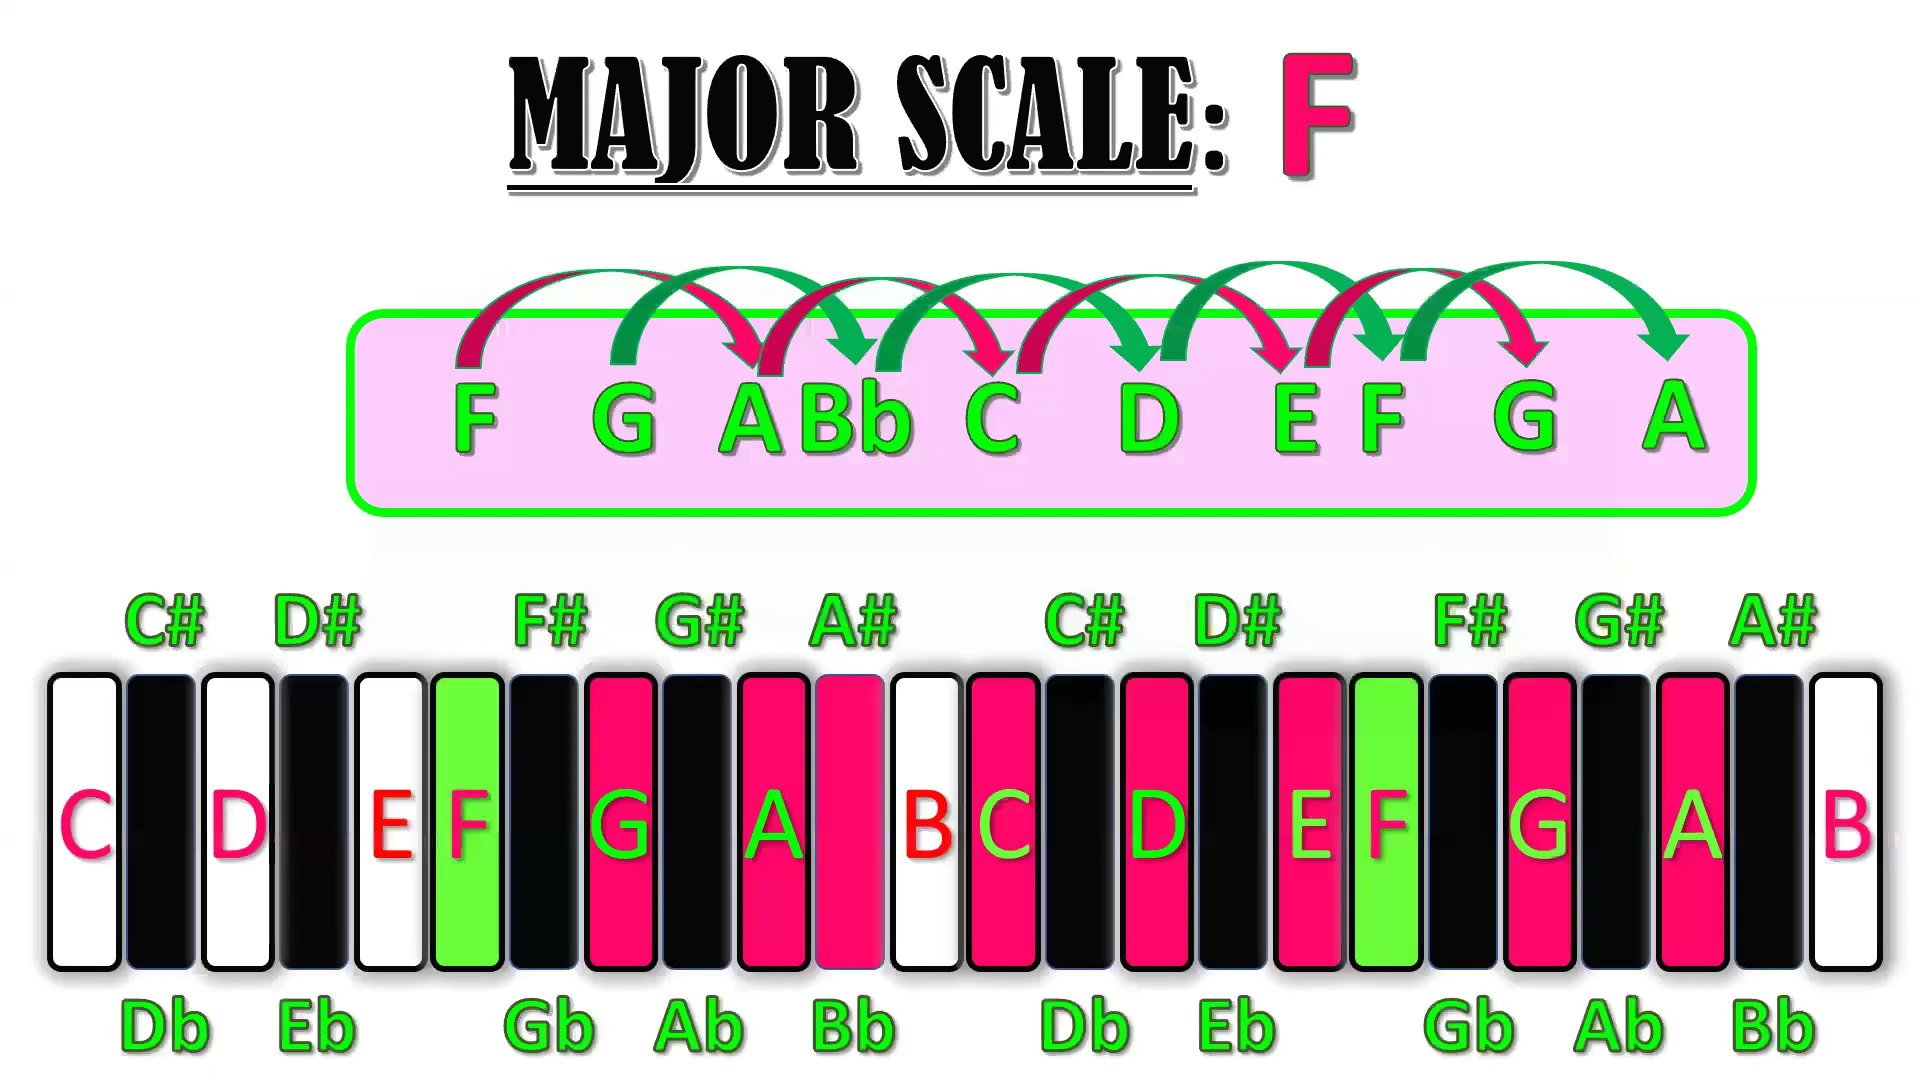 MAJOR SCALE: F
F G A Bb C D E F G A
C# D# F# G# A# C# D# F# G# A#
C D E F G A B C D E F G A B
Db Eb Gb Ab Bb Db Eb Gb Ab Bb